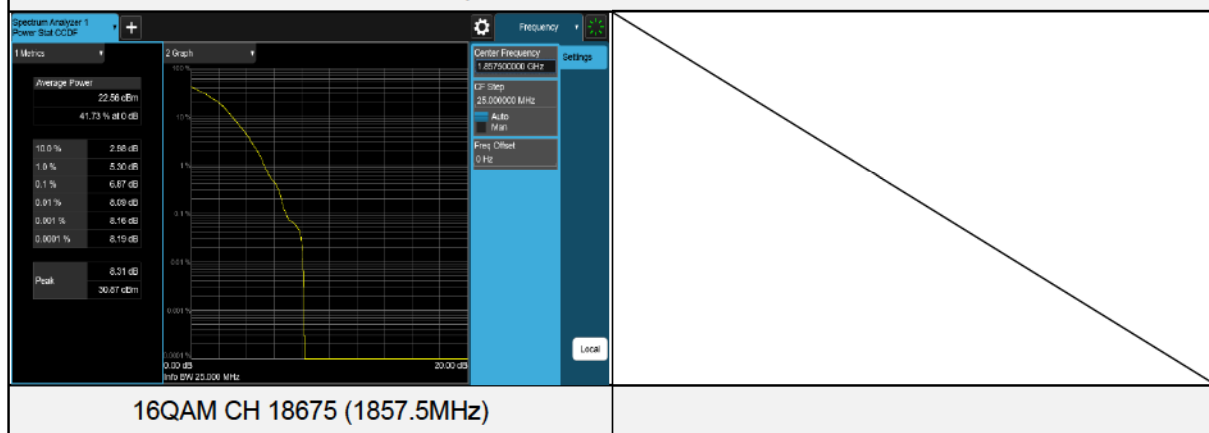 Spectrum Analyzer 1
Power Stat CCDF
+
Frequency
1 Metrics
2 Graph
Center Frequency
1.857500000 GHz
Settings
CF Step
25.000000 MHz
Auto
Man
Freq Offset
0 Hz
Average Power
22.56 dBm
41.73 % at 0 dB
10.0 % 2.98 dB
1.0 % 5.30 dB
0.1 % 6.87 dB
0.01 % 8.09 dB
0.001 % 8.16 dB
0.0001 % 8.19 dB
Peak
8.31 dB
30.87 dBm
100 %
10 %
1 %
0.1 %
0.01 %
0.001 %
0.0001 %
0.00 dB
20.00 dB
Info BW 25.000 MHz
Local
16QAM CH 18675 (1857.5MHz)